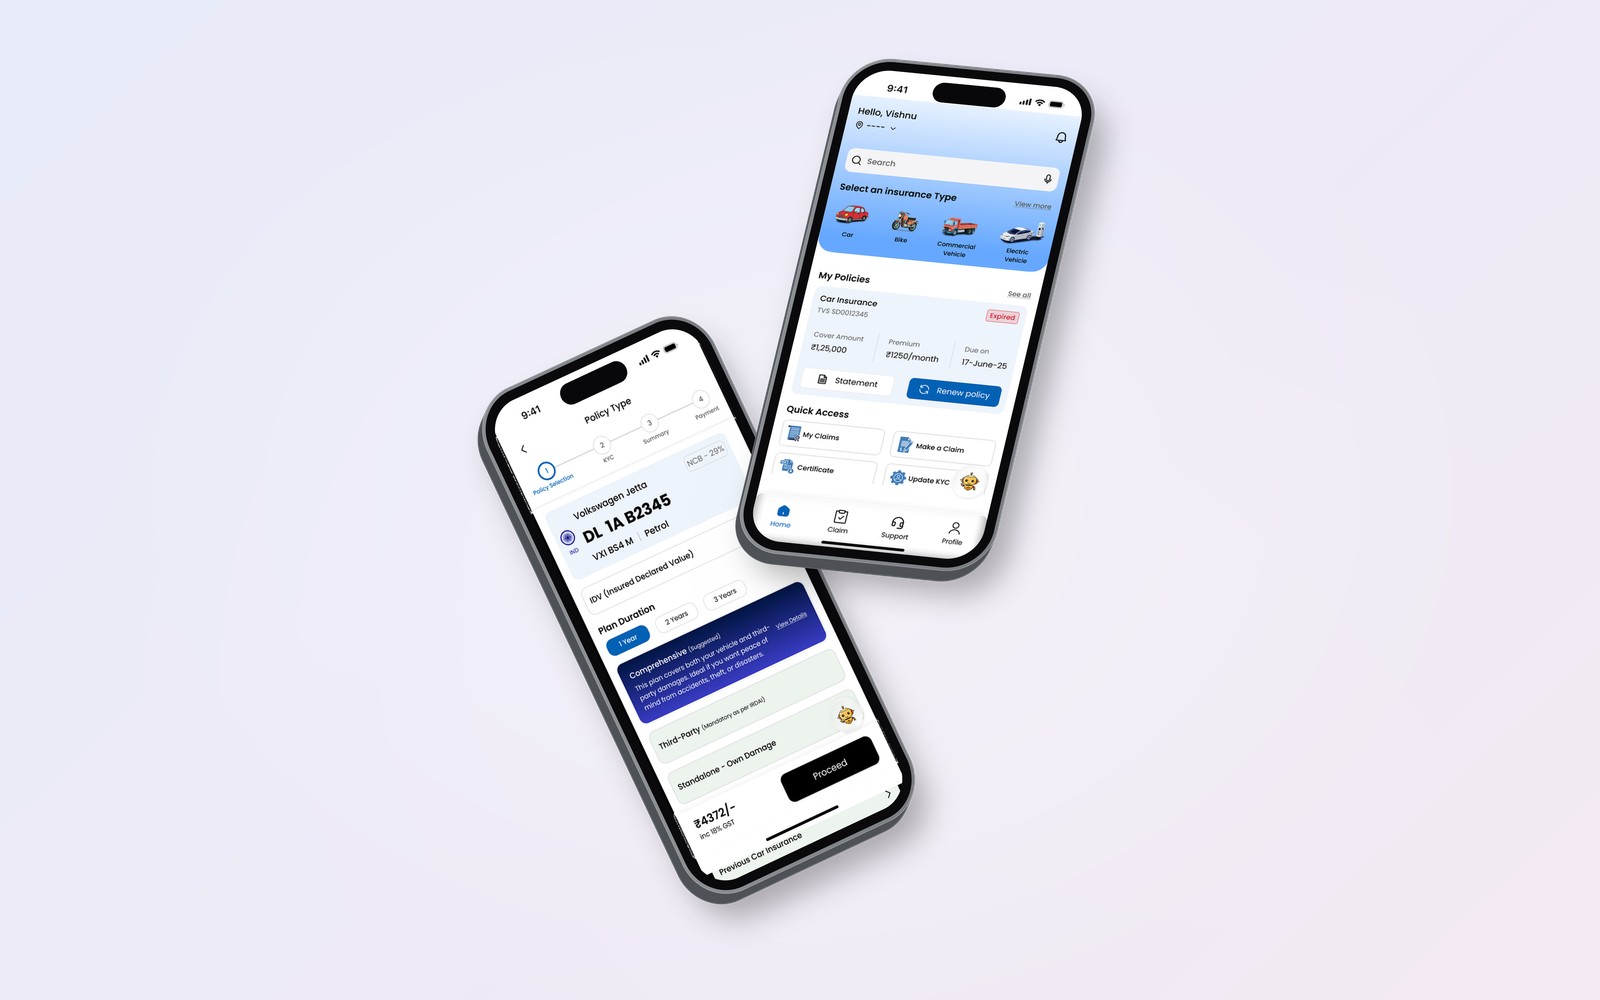 9:41
Hello, Vishnu
----
Search
Select an insurance Type
View more
Car
Bike
Commercial
Vehicle
Electric
Vehicle
My Policies
See all
Car Insurance
TVS SD0012345
Expired
Cover Amount
₹1,25,000
Premium
₹1250/month
Due on
17-June-25
Statement
Renew policy
Quick Access
My Claims
Make a Claim
Certificate
Update KYC
Home
Claim
Support
Profile
9:41
Policy Type
1
Policy Selection
2
KYC
3
Summary
4
Payment
NCB - 29%
Volkswagen Jetta
IND
DL 1A B2345
VXI BS4 M | Petrol
IDV (Insured Declared Value)
Plan Duration
1 Year
2 Years
3 Years
Comprehensive (Suggested)
View Details
This plan covers both your vehicle and third-
party damages. Ideal if you want peace of
mind from accidents, theft, or disasters.
Third-Party (Mandatory as per IRDAI)
Standalone - Own Damage
₹4372/-
inc 18% GST
Proceed
Previous Car Insurance